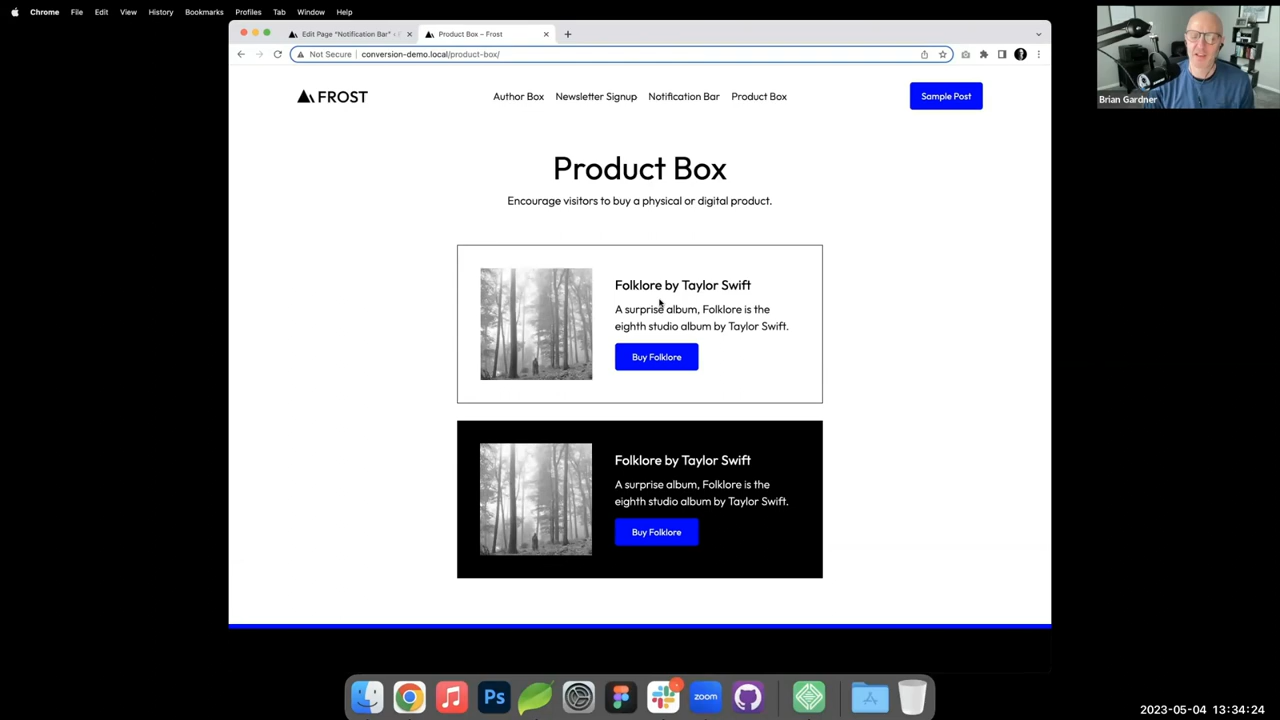 Chrome File Edit View History Bookmarks Profiles Tab Window Help
Edit Page "Notification Bar" ‹
Product Box – Frost
Not Secure | conversion-demo.local/product-box/
FROST
Author Box Newsletter Signup Notification Bar Product Box
Sample Post
Product Box
Encourage visitors to buy a physical or digital product.
Folklore by Taylor Swift
A surprise album, Folklore is the
eighth studio album by Taylor Swift.
Buy Folklore
Folklore by Taylor Swift
A surprise album, Folklore is the
eighth studio album by Taylor Swift.
Buy Folklore
Brian Gardner
Ps
zoom
2023-05-04 13:34:24